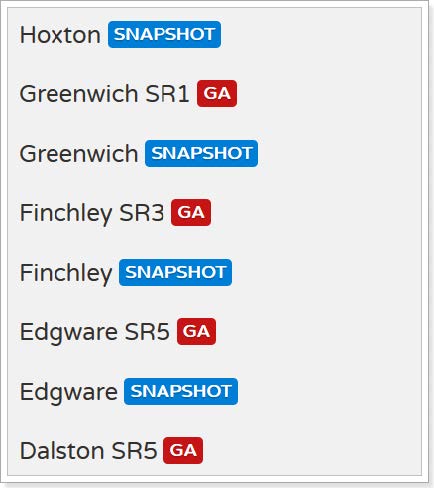 Hoxton SNAPSHOT
Greenwich SR1 GA
Greenwich SNAPSHOT
Finchley SR3 GA
Finchley SNAPSHOT
Edgware SR5 GA
Edgware SNAPSHOT
Dalston SR5 GA